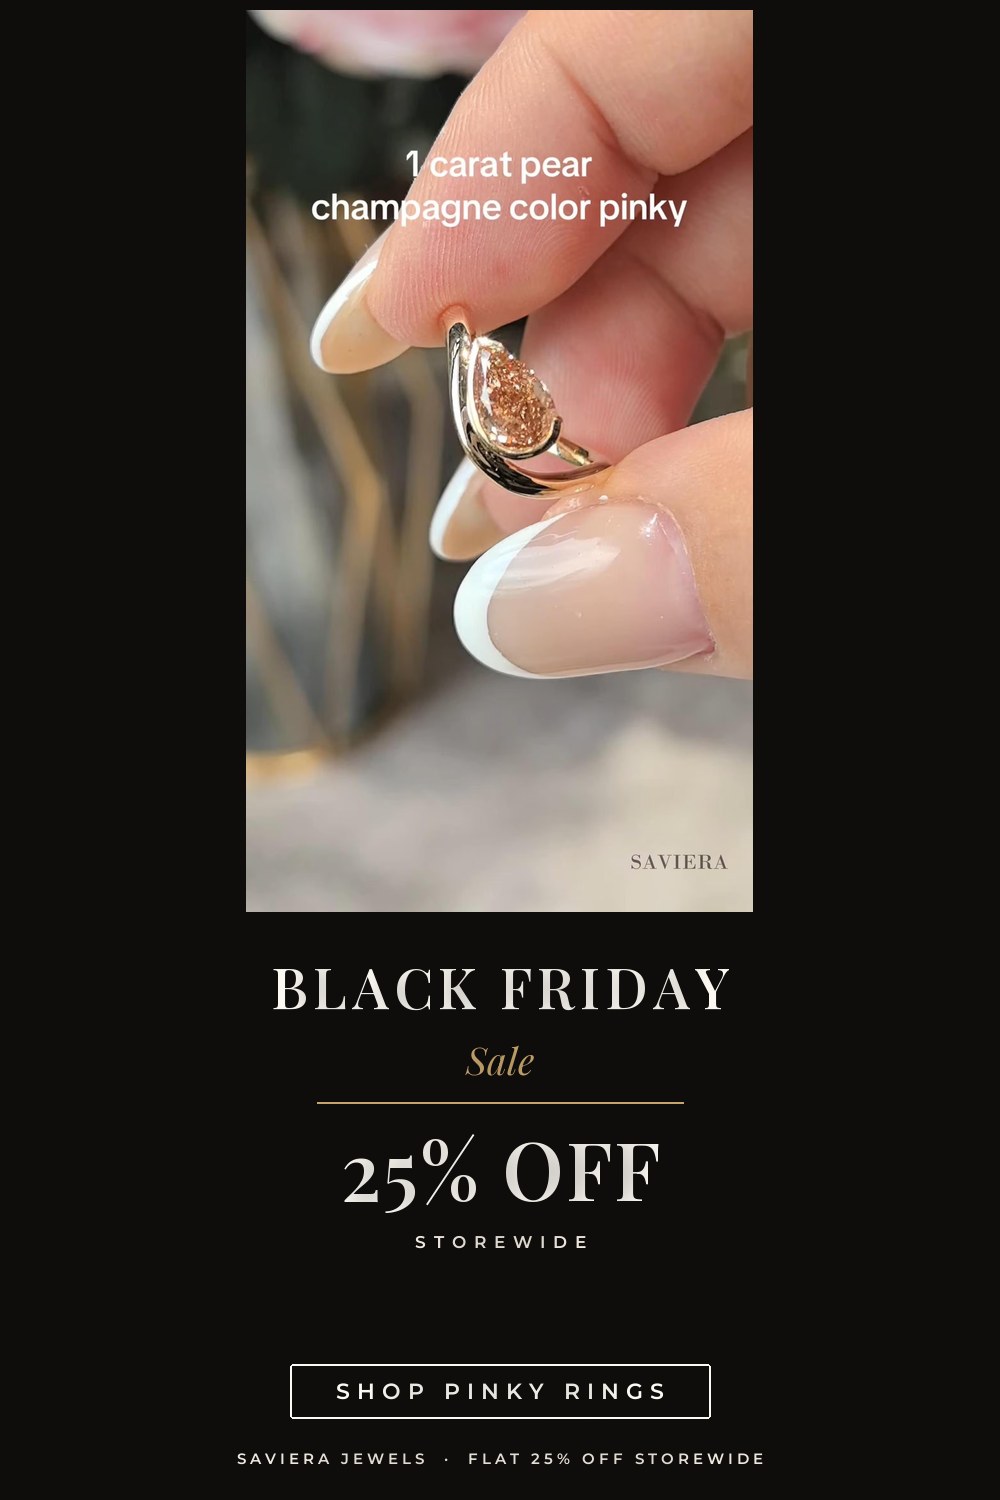 1 carat pear
champagne color pinky
SAVIERA
BLACK FRIDAY
Sale
25% OFF
STOREWIDE
SHOP PINKY RINGS
SAVIERA JEWELS · FLAT 25% OFF STOREWIDE